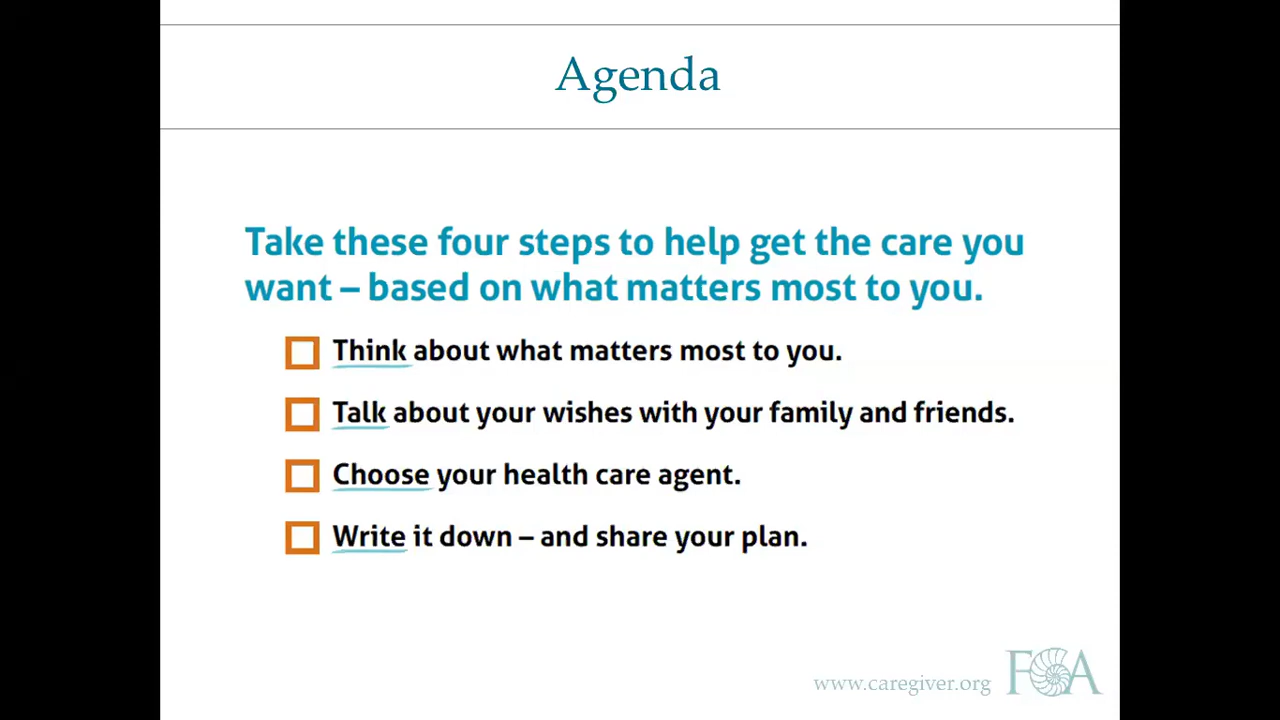 Agenda
Take these four steps to help get the care you
want – based on what matters most to you.
Think about what matters most to you.
Talk about your wishes with your family and friends.
Choose your health care agent.
Write it down – and share your plan.
www.caregiver.org FCA